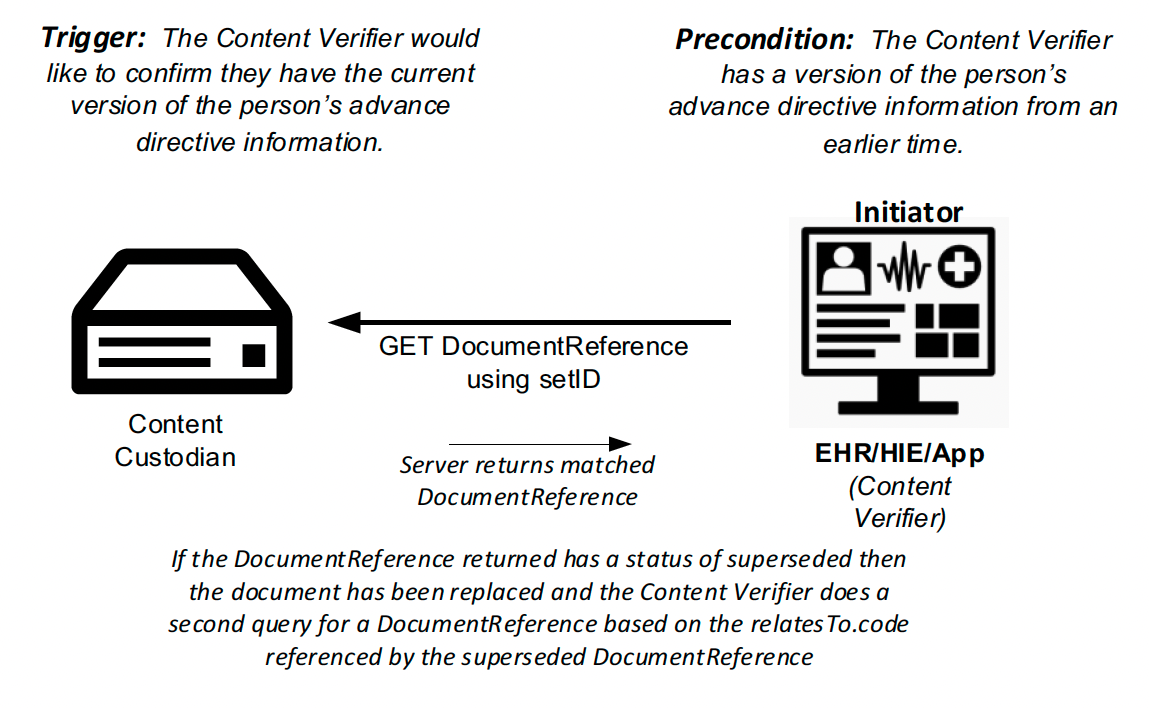 Trigger: The Content Verifier would
like to confirm they have the current
version of the person's advance
directive information.
Precondition: The Content Verifier
has a version of the person's
advance directive information from an
earlier time.
Initiator
GET DocumentReference
using setID
Content
Custodian
Server returns matched
DocumentReference
EHR/HIE/App
(Content
Verifier)
If the DocumentReference returned has a status of superseded then
the document has been replaced and the Content Verifier does a
second query for a DocumentReference based on the relatesTo.code
referenced by the superseded DocumentReference